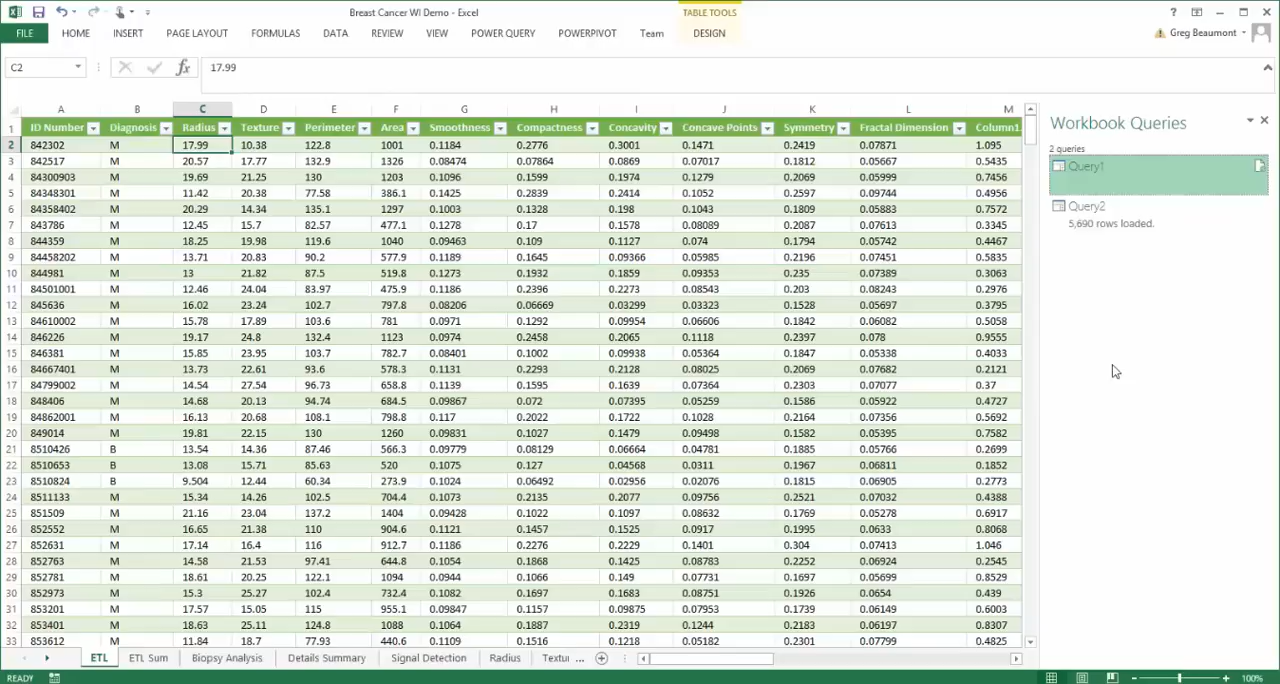 Breast Cancer WI Demo - Excel
TABLE TOOLS
?
FILE HOME INSERT PAGE LAYOUT FORMULAS DATA REVIEW VIEW POWER QUERY POWERPIVOT Team DESIGN Greg Beaumont
C2 fx 17.99
A B C D E F G H I J K L M
1 ID Number Diagnosis Radius Texture Perimeter Area Smoothness Compactness Concavity Concave Points Symmetry Fractal Dimension Column1.
2 842302 M 17.99 10.38 122.8 1001 0.1184 0.2776 0.3001 0.1471 0.2419 0.07871 1.095
3 842517 M 20.57 17.77 132.9 1326 0.08474 0.07864 0.0869 0.07017 0.1812 0.05667 0.5435
4 84300903 M 19.69 21.25 130 1203 0.1096 0.1599 0.1974 0.1279 0.2069 0.05999 0.7456
5 84348301 M 11.42 20.38 77.58 386.1 0.1425 0.2839 0.2414 0.1052 0.2597 0.09744 0.4956
6 84358402 M 20.29 14.34 135.1 1297 0.1003 0.1328 0.198 0.1043 0.1809 0.05883 0.7572
7 843786 M 12.45 15.7 82.57 477.1 0.1278 0.17 0.1578 0.08089 0.2087 0.07613 0.3345
8 844359 M 18.25 19.98 119.6 1040 0.09463 0.109 0.1127 0.074 0.1794 0.05742 0.4467
9 84458202 M 13.71 20.83 90.2 577.9 0.1189 0.1645 0.09366 0.05985 0.2196 0.07451 0.5835
10 844981 M 13 21.82 87.5 519.8 0.1273 0.1932 0.1859 0.09353 0.235 0.07389 0.3063
11 84501001 M 12.46 24.04 83.97 475.9 0.1186 0.2396 0.2273 0.08543 0.203 0.08243 0.2976
12 845636 M 16.02 23.24 102.7 797.8 0.08206 0.06669 0.03299 0.03323 0.1528 0.05697 0.3795
13 84610002 M 15.78 17.89 103.6 781 0.0971 0.1292 0.09954 0.06606 0.1842 0.06082 0.5058
14 846226 M 19.17 24.8 132.4 1123 0.0974 0.2458 0.2065 0.1118 0.2397 0.078 0.9555
15 846381 M 15.85 23.95 103.7 782.7 0.08401 0.1002 0.09938 0.05364 0.1847 0.05338 0.4033
16 84667401 M 13.73 22.61 93.6 578.3 0.1131 0.2293 0.2128 0.08025 0.2069 0.07682 0.2121
17 84799002 M 14.54 27.54 96.73 658.8 0.1139 0.1595 0.1639 0.07364 0.2303 0.07077 0.37
18 848406 M 14.68 20.13 94.74 684.5 0.09867 0.072 0.07395 0.05259 0.1586 0.05922 0.4727
19 84862001 M 16.13 20.68 108.1 798.8 0.117 0.2022 0.1722 0.1028 0.2164 0.07356 0.5692
20 849014 M 19.81 22.15 130 1260 0.09831 0.1027 0.1479 0.09498 0.1582 0.05395 0.7582
21 8510426 B 13.54 14.36 87.46 566.3 0.09779 0.08129 0.06664 0.04781 0.1885 0.05766 0.2699
22 8510653 B 13.08 15.71 85.63 520 0.1075 0.127 0.04568 0.0311 0.1967 0.06811 0.1852
23 8510824 B 9.504 12.44 60.34 273.9 0.1024 0.06492 0.02956 0.02076 0.1815 0.06905 0.2773
24 8511133 M 15.34 14.26 102.5 704.4 0.1073 0.2135 0.2077 0.09756 0.2521 0.07032 0.4388
25 851509 M 21.16 23.04 137.2 1404 0.09428 0.1022 0.1097 0.08632 0.1769 0.05278 0.6917
26 852552 M 16.65 21.38 110 904.6 0.1121 0.1457 0.1525 0.0917 0.1995 0.0633 0.8068
27 852631 M 17.14 16.4 116 912.7 0.1186 0.2276 0.2229 0.1401 0.304 0.07413 1.046
28 852763 M 14.58 21.53 97.41 644.8 0.1054 0.1868 0.1425 0.08783 0.2252 0.06924 0.2545
29 852781 M 18.61 20.25 122.1 1094 0.0944 0.1066 0.149 0.07731 0.1697 0.05699 0.8529
30 852973 M 15.3 25.27 102.4 732.4 0.1082 0.1697 0.1683 0.08751 0.1926 0.0654 0.439
31 853201 M 17.57 15.05 115 955.1 0.09847 0.1157 0.09875 0.07953 0.1739 0.06149 0.6003
32 853401 M 18.63 25.11 124.8 1088 0.1064 0.1887 0.2319 0.1244 0.2183 0.06197 0.8307
33 853612 M 11.84 18.7 77.93 440.6 0.1109 0.1516 0.1218 0.05182 0.2301 0.07799 0.4825
Workbook Queries
2 queries
Query1
Query2
5,690 rows loaded.
ETL ETL Sum Biopsy Analysis Details Summary Signal Detection Radius Textur ...
READY 100%